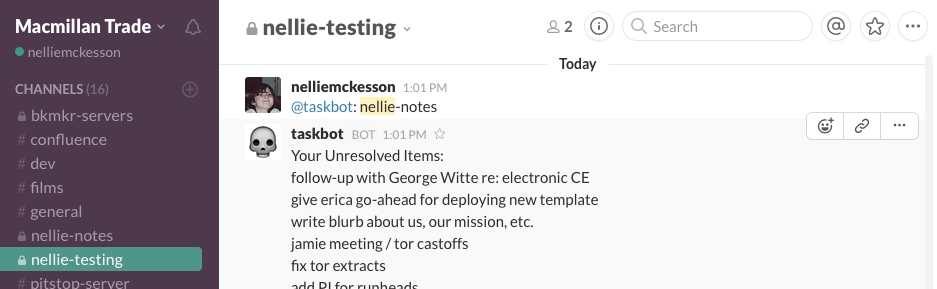 Macmillan Trade
nelliemckesson
CHANNELS (16)
bkmkr-servers
# confluence
# dev
# films
# general
nellie-notes
nellie-testing
pitstop-server
nellie-testing
2
Search
Today
nelliemckesson 1:01 PM
@taskbot: nellie-notes
taskbot BOT 1:01 PM
Your Unresolved Items:
follow-up with George Witte re: electronic CE
give erica go-ahead for deploying new template
write blurb about us, our mission, etc.
jamie meeting / tor castoffs
fix tor extracts
add PI for runheads